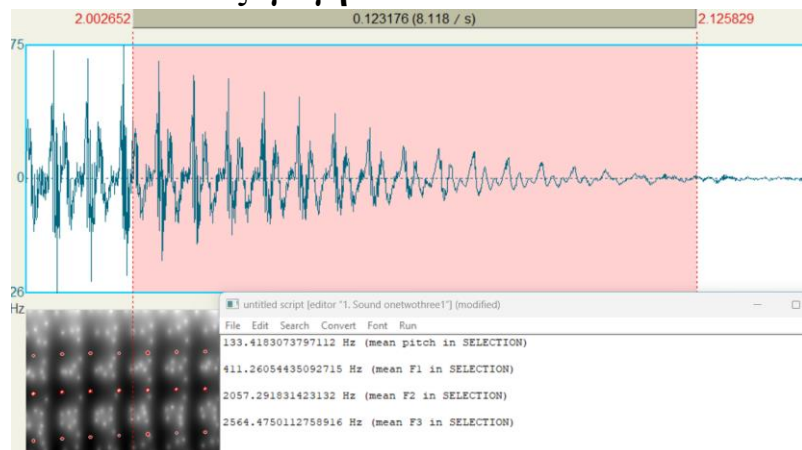 2.002652 0.123176 (8.118 / s) 2.125829
75
0
26
Hz
untitled script [editor "1. Sound onetwothree1"] (modified)
File Edit Search Convert Font Run
133.4183073797112 Hz (mean pitch in SELECTION)
411.26054435092715 Hz (mean F1 in SELECTION)
2057.291831423132 Hz (mean F2 in SELECTION)
2564.4750112758916 Hz (mean F3 in SELECTION)